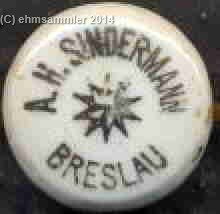 (c) ehmsammler 2014
A. H. SINDERMANN
BRESLAU